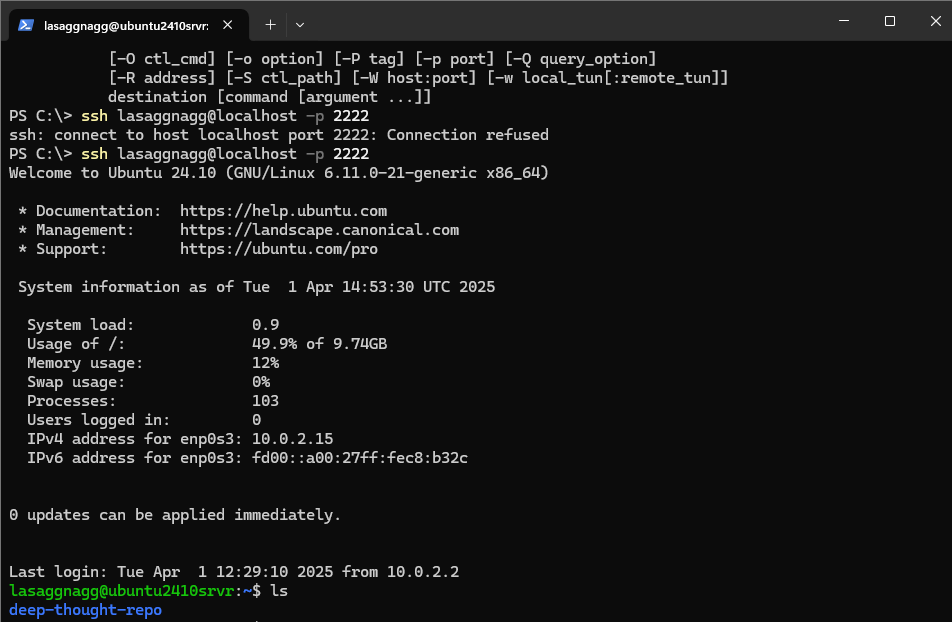 lasaggnagg@ubuntu2410srvr:
[-O ctl_cmd] [-o option] [-P tag] [-p port] [-Q query_option]
[-R address] [-S ctl_path] [-W host:port] [-w local_tun[:remote_tun]]
destination [command [argument ...]]
PS C:\> ssh lasaggnagg@localhost -p 2222
ssh: connect to host localhost port 2222: Connection refused
PS C:\> ssh lasaggnagg@localhost -p 2222
Welcome to Ubuntu 24.10 (GNU/Linux 6.11.0-21-generic x86_64)
* Documentation:  https://help.ubuntu.com
* Management:     https://landscape.canonical.com
* Support:        https://ubuntu.com/pro
System information as of Tue  1 Apr 14:53:30 UTC 2025
System load:             0.9
Usage of /:              49.9% of 9.74GB
Memory usage:            12%
Swap usage:              0%
Processes:               103
Users logged in:         0
IPv4 address for enp0s3: 10.0.2.15
IPv6 address for enp0s3: fd00::a00:27ff:fec8:b32c
0 updates can be applied immediately.
Last login: Tue Apr  1 12:29:10 2025 from 10.0.2.2
lasaggnagg@ubuntu2410srvr:~$ ls
deep-thought-repo